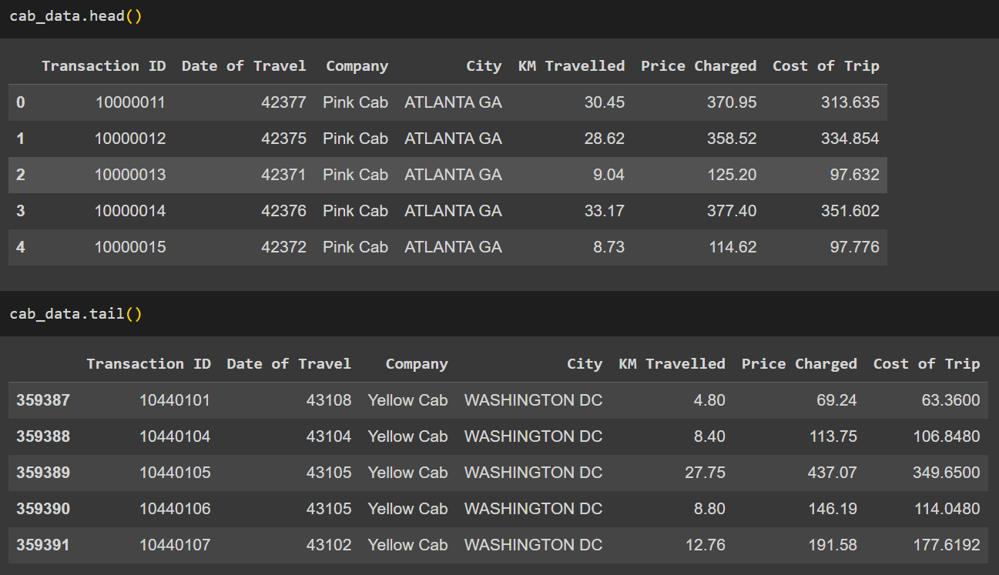 cab_data.head()
Transaction ID Date of Travel Company City KM Travelled Price Charged Cost of Trip
0 10000011 42377 Pink Cab ATLANTA GA 30.45 370.95 313.635
1 10000012 42375 Pink Cab ATLANTA GA 28.62 358.52 334.854
2 10000013 42371 Pink Cab ATLANTA GA 9.04 125.20 97.632
3 10000014 42376 Pink Cab ATLANTA GA 33.17 377.40 351.602
4 10000015 42372 Pink Cab ATLANTA GA 8.73 114.62 97.776
cab_data.tail()
Transaction ID Date of Travel Company City KM Travelled Price Charged Cost of Trip
359387 10440101 43108 Yellow Cab WASHINGTON DC 4.80 69.24 63.3600
359388 10440104 43104 Yellow Cab WASHINGTON DC 8.40 113.75 106.8480
359389 10440105 43105 Yellow Cab WASHINGTON DC 27.75 437.07 349.6500
359390 10440106 43105 Yellow Cab WASHINGTON DC 8.80 146.19 114.0480
359391 10440107 43102 Yellow Cab WASHINGTON DC 12.76 191.58 177.6192